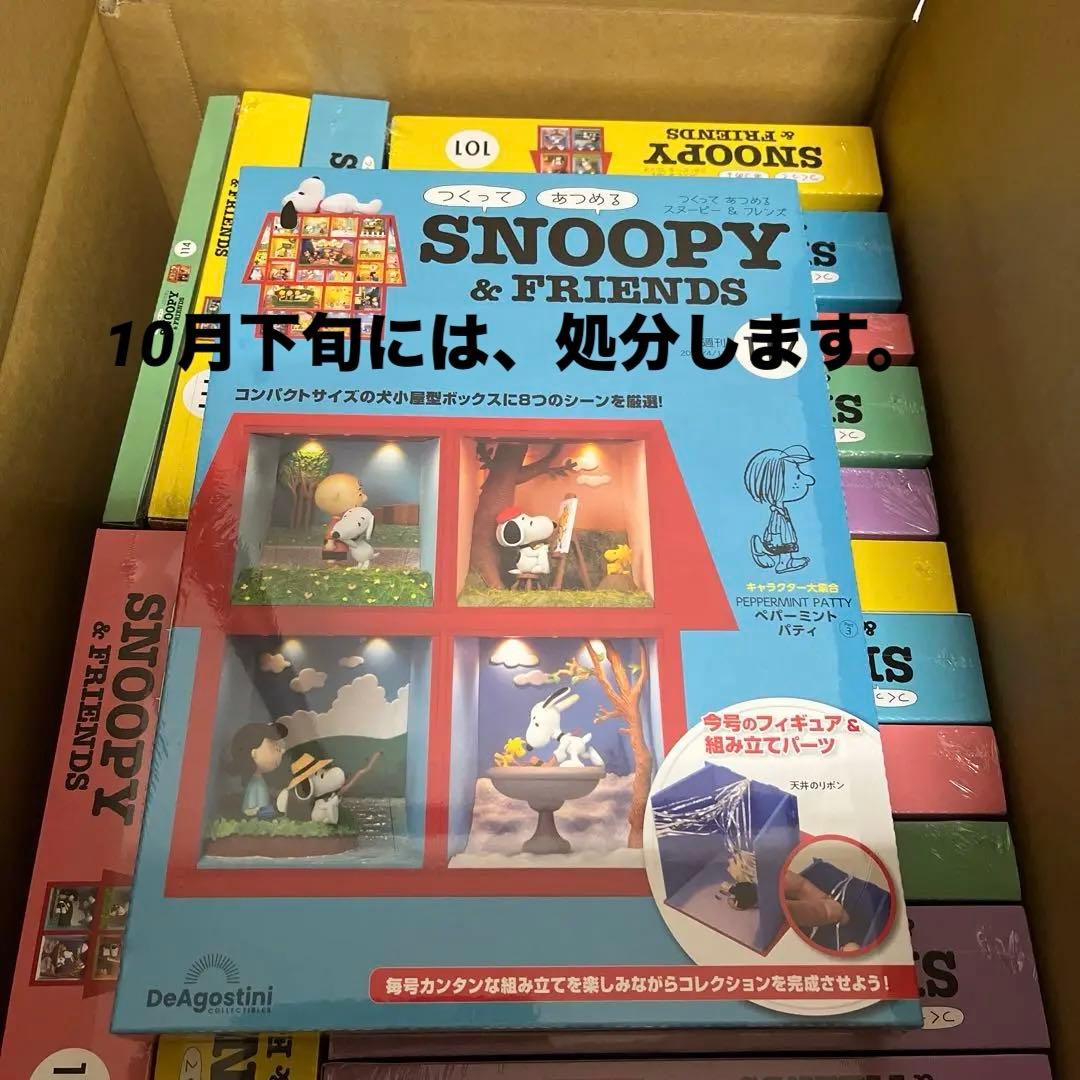 つくって あつめる
SNOOPY
& FRIENDS
つくって あつめる
スヌーピー & フレンズ
週刊
10月下旬には、処分します。
コンパクトサイズの犬小屋型ボックスに8つのシーンを厳選!
キャラクター大集合
PEPPERMINT PATTY
ペパーミント
パティ
Part
3
今号のフィギュア&
組み立てパーツ
天井のリボン
毎号カンタンな組み立てを楽しみながらコレクションを完成させよう!
DeAgostini
COLLECTIBLES
101
SNOOPY
& FRIENDS
114
SNOOPY
& FRIENDS
& FRIENDS
SNOOPY
& FRIENDS